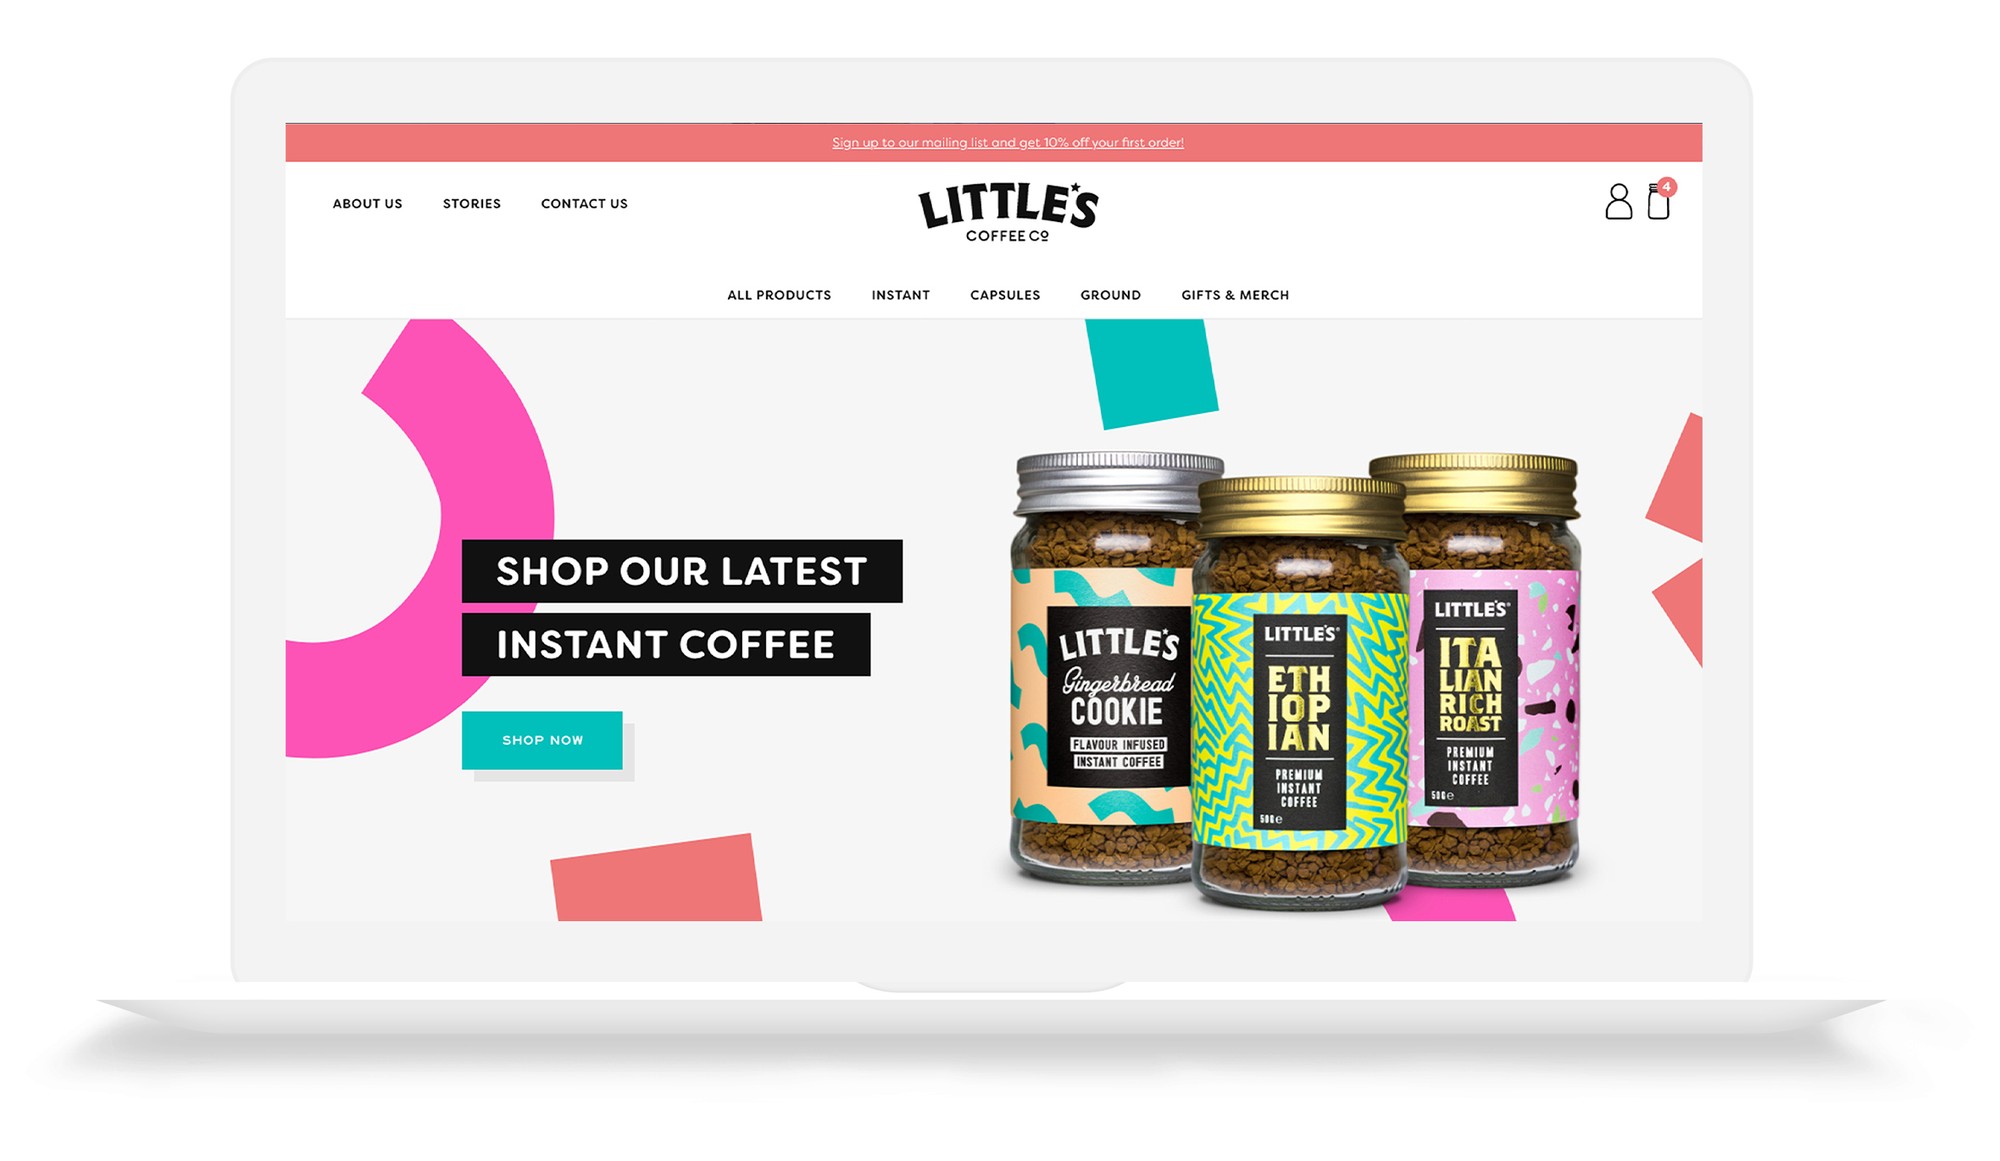 Sign up to our mailing list and get 10% off your first order!
ABOUT US
STORIES
CONTACT US
LITTLE'S
COFFEE Cº
4
ALL PRODUCTS
INSTANT
CAPSULES
GROUND
GIFTS & MERCH
SHOP OUR LATEST
INSTANT COFFEE
SHOP NOW
LITTLE'S
Gingerbread
COOKIE
FLAVOUR INFUSED
INSTANT COFFEE
LITTLE'S®
ETH
IOP
IAN
PREMIUM
INSTANT
COFFEE
50G℮
LITTLE'S®
ITA
LIAN
RICH
ROAST
PREMIUM
INSTANT
COFFEE
50G℮